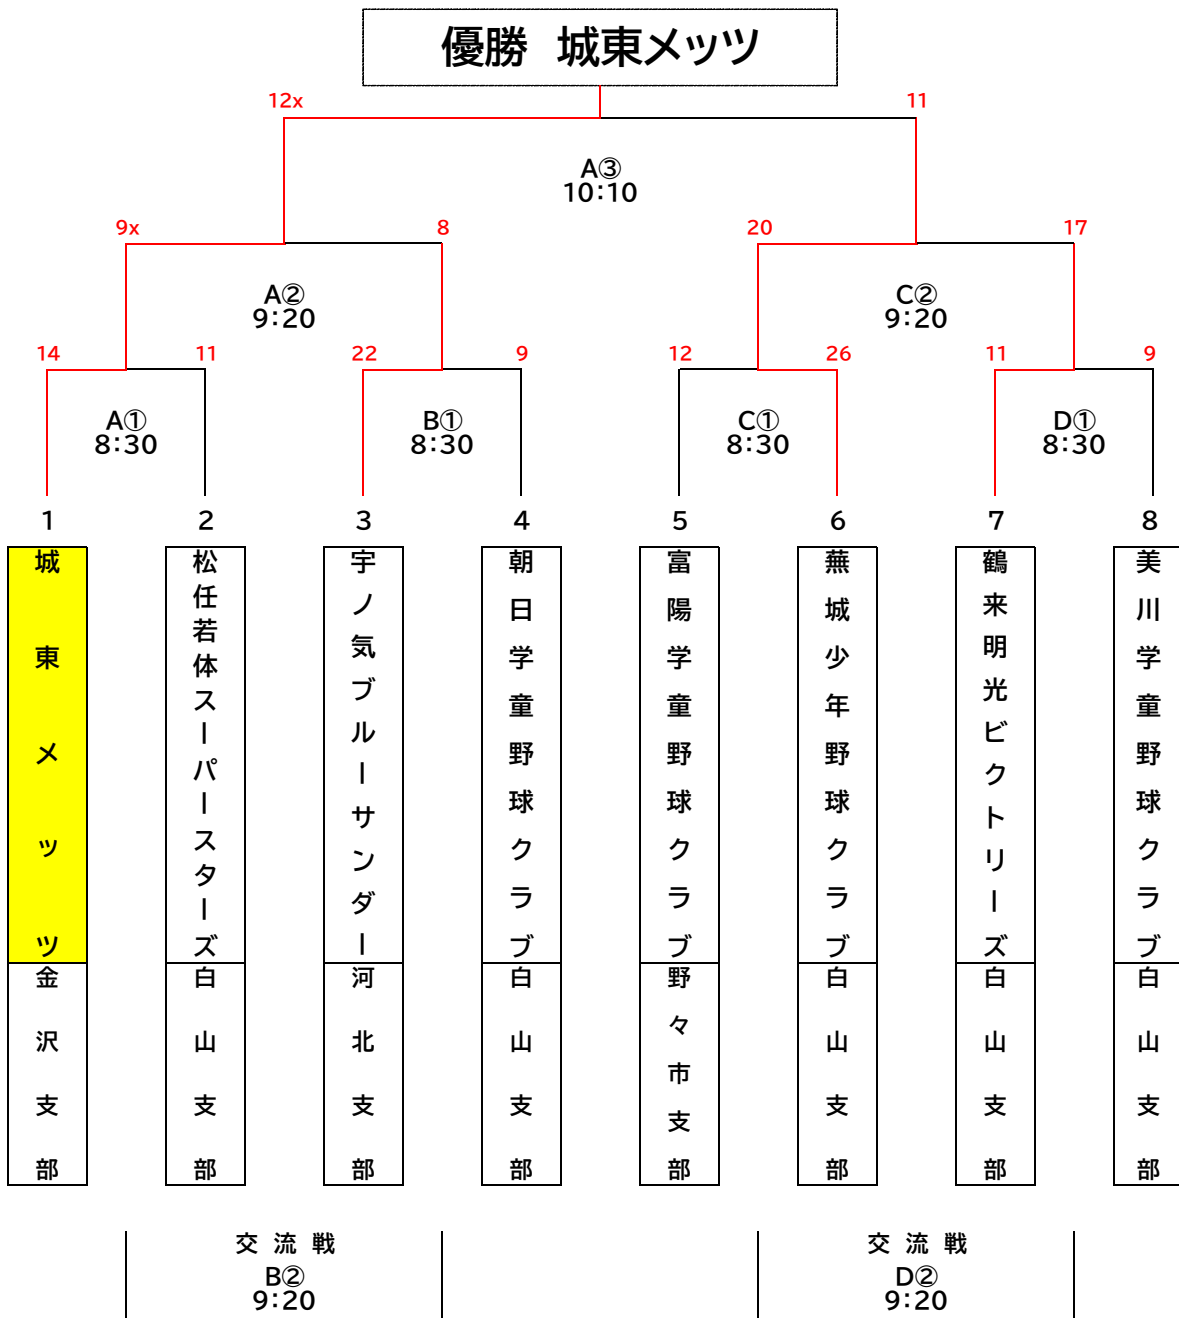 優勝 城東メッツ
12x
11
A③
10:10
9x
8
20
17
A②
9:20
C②
9:20
14
11
22
9
12
26
11
9
A①
8:30
B①
8:30
C①
8:30
D①
8:30
1
2
3
4
5
6
7
8
城東メッツ
金沢支部
松任若体スーパースターズ
白山支部
宇ノ気ブルーサンダー
河北支部
朝日学童野球クラブ
白山支部
富陽学童野球クラブ
野々市支部
蕪城少年野球クラブ
白山支部
鶴来明光ビクトリーズ
白山支部
美川学童野球クラブ
白山支部
交流戦
B②
9:20
交流戦
D②
9:20